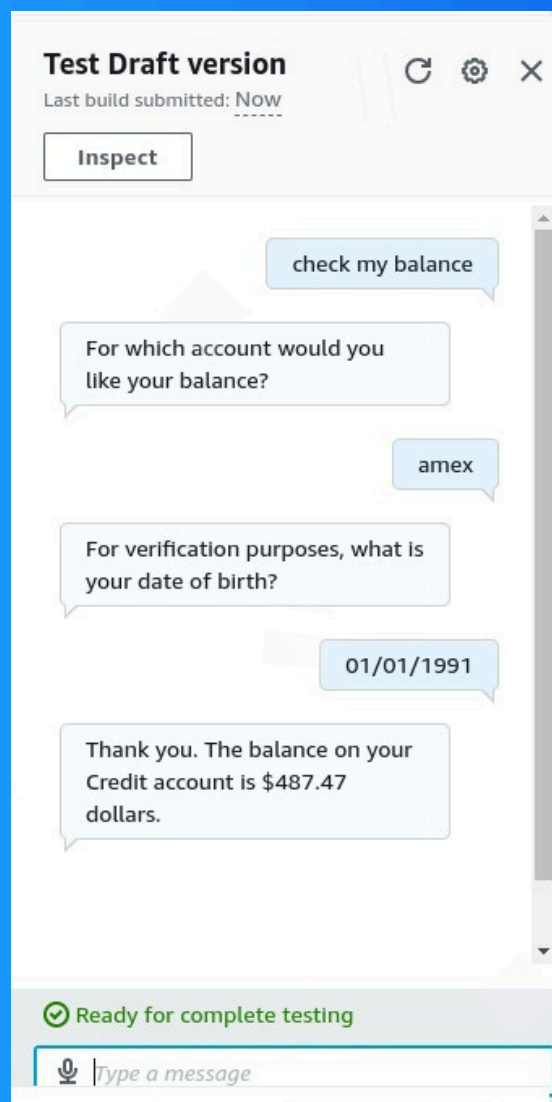 Test Draft version
Last build submitted: Now
Inspect
check my balance
For which account would you
like your balance?
amex
For verification purposes, what is
your date of birth?
01/01/1991
Thank you. The balance on your
Credit account is $487.47
dollars.
Ready for complete testing
Type a message